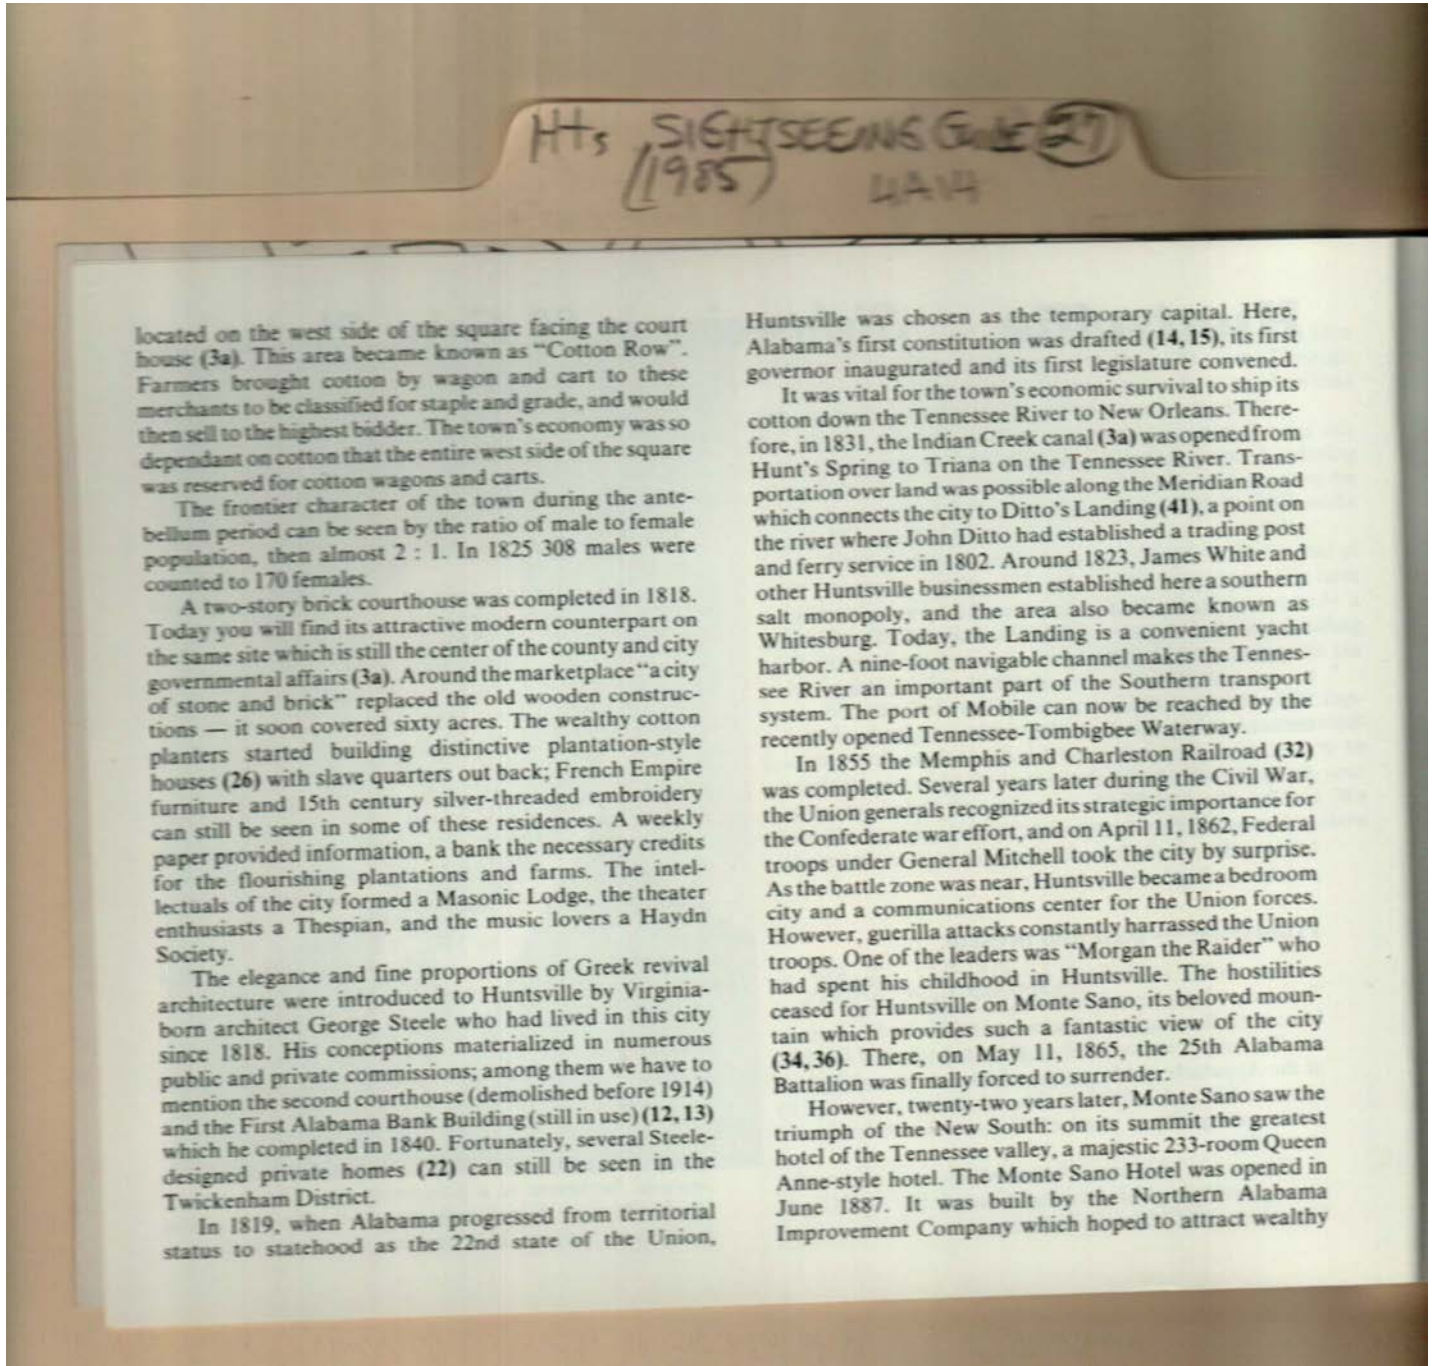 HTs SIGHTSEEING GUIDE 27
(1985) 4A14
located on the west side of the square facing the court
house (3a). This area became known as “Cotton Row”.
Farmers brought cotton by wagon and cart to these
merchants to be classified for staple and grade, and would
then sell to the highest bidder. The town’s economy was so
dependant on cotton that the entire west side of the square
was reserved for cotton wagons and carts.
The frontier character of the town during the ante-
bellum period can be seen by the ratio of male to female
population, then almost 2 : 1. In 1825 308 males were
counted to 170 females.
A two-story brick courthouse was completed in 1818.
Today you will find its attractive modern counterpart on
the same site which is still the center of the county and city
governmental affairs (3a). Around the marketplace “a city
of stone and brick” replaced the old wooden construc-
tions — it soon covered sixty acres. The wealthy cotton
planters started building distinctive plantation-style
houses (26) with slave quarters out back; French Empire
furniture and 15th century silver-threaded embroidery
can still be seen in some of these residences. A weekly
paper provided information, a bank the necessary credits
for the flourishing plantations and farms. The intel-
lectuals of the city formed a Masonic Lodge, the theater
enthusiasts a Thespian, and the music lovers a Haydn
Society.
The elegance and fine proportions of Greek revival
architecture were introduced to Huntsville by Virginia-
born architect George Steele who had lived in this city
since 1818. His conceptions materialized in numerous
public and private commissions; among them we have to
mention the second courthouse (demolished before 1914)
and the First Alabama Bank Building (still in use) (12, 13)
which he completed in 1840. Fortunately, several Steele-
designed private homes (22) can still be seen in the
Twickenham District.
In 1819, when Alabama progressed from territorial
status to statehood as the 22nd state of the Union,
Huntsville was chosen as the temporary capital. Here,
Alabama’s first constitution was drafted (14, 15), its first
governor inaugurated and its first legislature convened.
It was vital for the town’s economic survival to ship its
cotton down the Tennessee River to New Orleans. There-
fore, in 1831, the Indian Creek canal (3a) was opened from
Hunt’s Spring to Triana on the Tennessee River. Trans-
portation over land was possible along the Meridian Road
which connects the city to Ditto’s Landing (41), a point on
the river where John Ditto had established a trading post
and ferry service in 1802. Around 1823, James White and
other Huntsville businessmen established here a southern
salt monopoly, and the area also became known as
Whitesburg. Today, the Landing is a convenient yacht
harbor. A nine-foot navigable channel makes the Tennes-
see River an important part of the Southern transport
system. The port of Mobile can now be reached by the
recently opened Tennessee-Tombigbee Waterway.
In 1855 the Memphis and Charleston Railroad (32)
was completed. Several years later during the Civil War,
the Union generals recognized its strategic importance for
the Confederate war effort, and on April 11, 1862, Federal
troops under General Mitchell took the city by surprise.
As the battle zone was near, Huntsville became a bedroom
city and a communications center for the Union forces.
However, guerilla attacks constantly harrassed the Union
troops. One of the leaders was “Morgan the Raider” who
had spent his childhood in Huntsville. The hostilities
ceased for Huntsville on Monte Sano, its beloved moun-
tain which provides such a fantastic view of the city
(34, 36). There, on May 11, 1865, the 25th Alabama
Battalion was finally forced to surrender.
However, twenty-two years later, Monte Sano saw the
triumph of the New South: on its summit the greatest
hotel of the Tennessee valley, a majestic 233-room Queen
Anne-style hotel. The Monte Sano Hotel was opened in
June 1887. It was built by the Northern Alabama
Improvement Company which hoped to attract wealthy